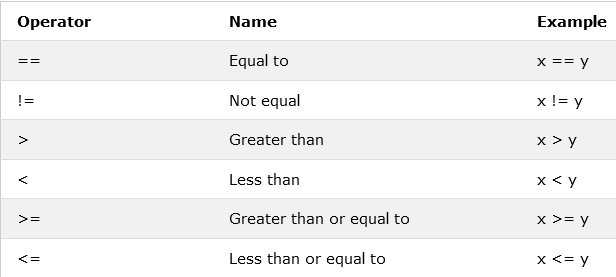 Operator Name Example
== Equal to x == y
!= Not equal x != y
> Greater than x > y
< Less than x < y
>= Greater than or equal to x >= y
<= Less than or equal to x <= y